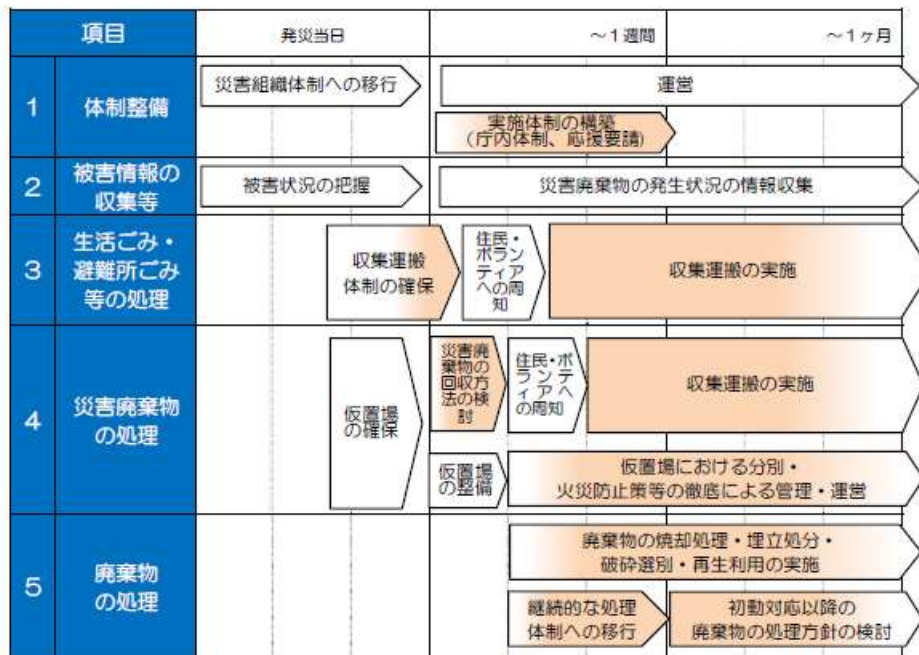 項目
発災当日
～1週間
～1ヶ月
1
体制整備
災害組織体制への移行
運営
実施体制の構築
(庁内体制、応援要請)
2
被害情報の
収集等
被害状況の把握
災害廃棄物の発生状況の情報収集
3
生活ごみ・
避難所ごみ
等の処理
収集運搬
体制の確保
住民・
ボラン
ティア
への周
知
収集運搬の実施
4
災害廃棄物
の処理
仮置場
の確保
災害廃
棄物の
回収方
法の検
討
住民・ボ
ランテ
ィアへ
の周知
収集運搬の実施
仮置場
の整備
仮置場における分別・
火災防止策等の徹底による管理・運営
5
廃棄物
の処理
廃棄物の焼却処理・埋立処分・
破砕選別・再生利用の実施
継続的な処理
体制への移行
初動対応以降の
廃棄物の処理方針の検討